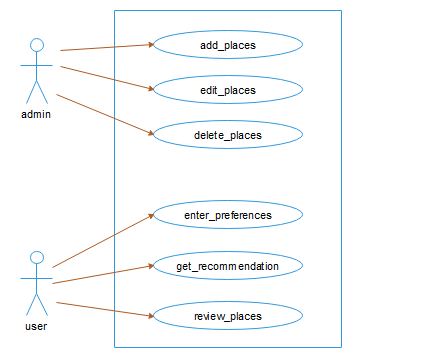 add_places
edit_places
admin
delete_places
enter_preferences
get_recommendation
review_places
user